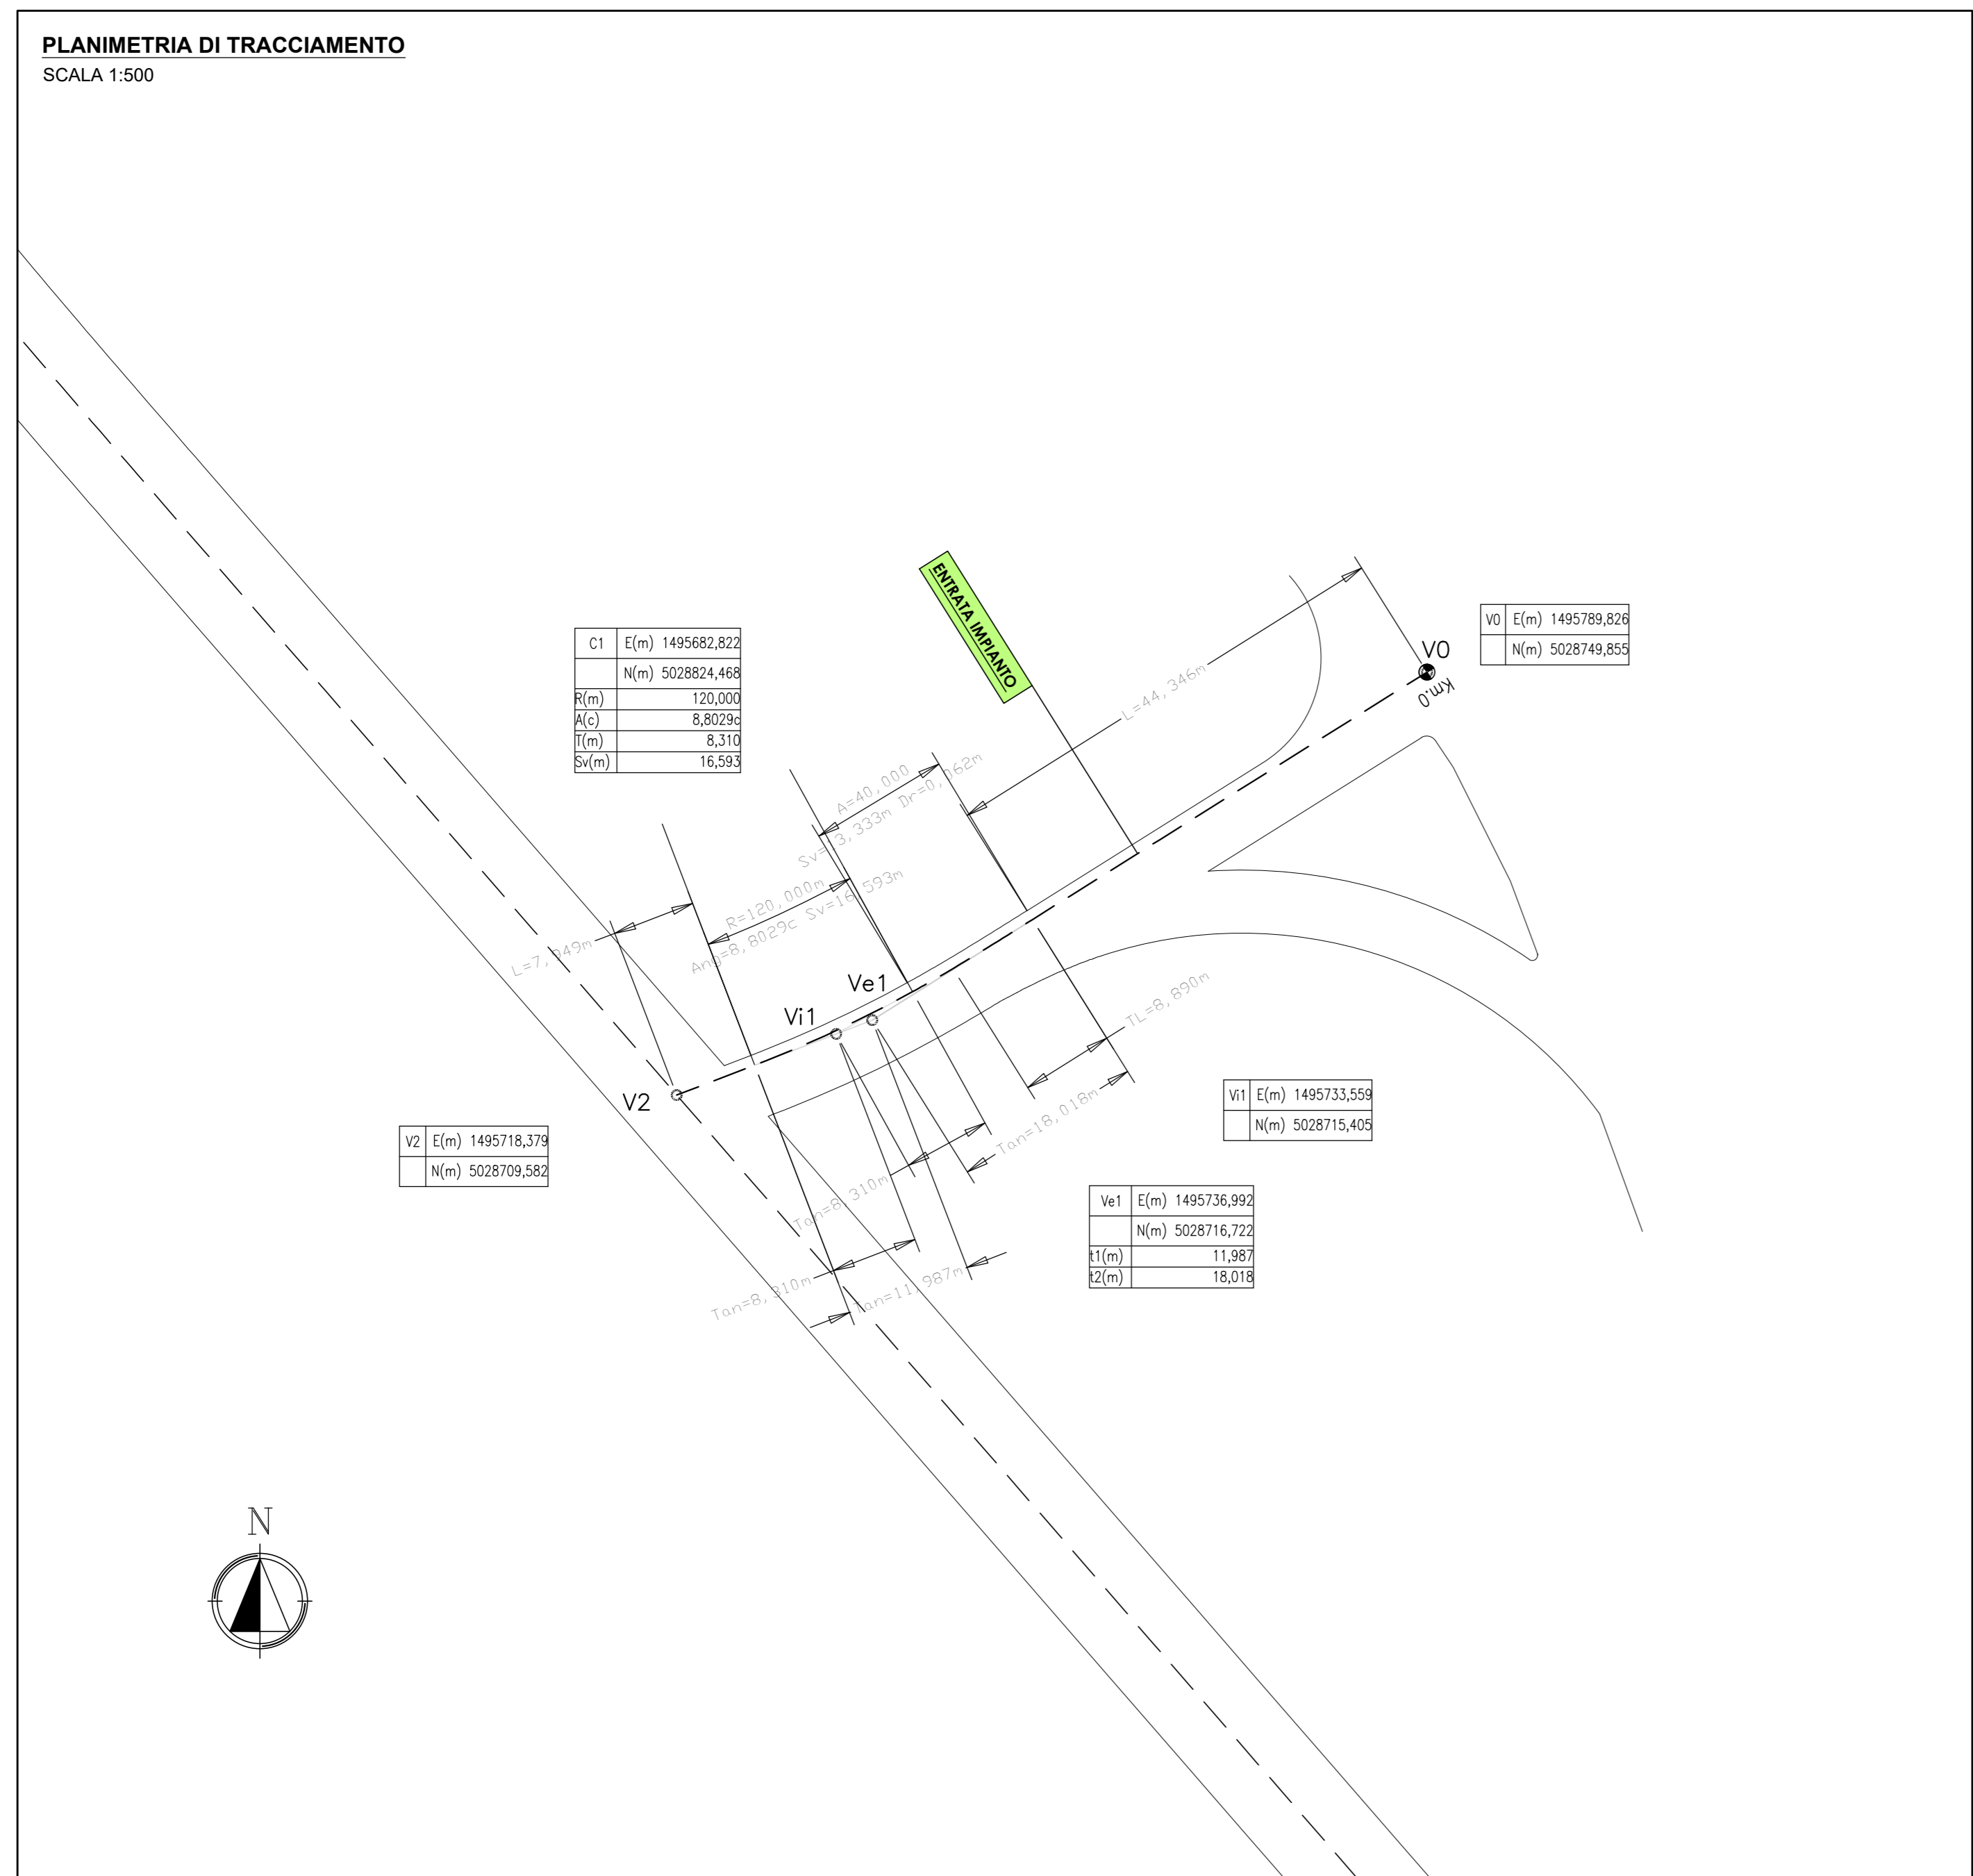 PLANIMETRIA DI TRACCIAMENTO
SCALA 1:500
ENTRATA IMPIANTO
C1 E(m) 1495682,822
N(m) 5028824,468
R(m) 120,000
A(c) 8,8029c
T(m) 8,310
Sv(m) 16,593
V0 E(m) 1495789,826
N(m) 5028749,855
V0
Km.0
L=44,346m
A=40,000
Sv=13,333m Dr=0,062m
R=120,000m
Ang=8,8029c Sv=16,593m
L=7,949m
Ve1
Vi1
V2
TL=8,890m
Tan=18,018m
Tan=8,310m
Tan=8,310m
Tan=11,987m
Vi1 E(m) 1495733,559
N(m) 5028715,405
V2 E(m) 1495718,379
N(m) 5028709,582
Ve1 E(m) 1495736,992
N(m) 5028716,722
t1(m) 11,987
t2(m) 18,018
N